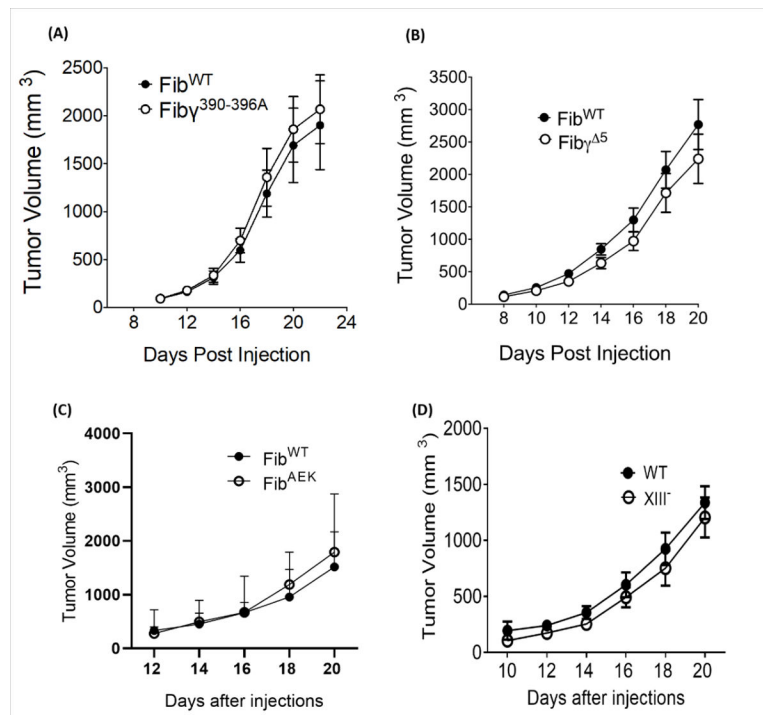 (A)
Tumor Volume (mm ³)
2500
2000
1500
1000
500
0
Fib^WT
Fibγ^390-396A
8 12 16 20 24
Days Post Injection
(B)
Tumor Volume (mm ³)
3500
3000
2500
2000
1500
1000
500
0
Fib^WT
Fibγ^Δ5
8 10 12 14 16 18 20
Days Post Injection
(C)
Tumor Volume (mm³)
4000
3000
2000
1000
0
Fib^WT
Fib^AEK
12 14 16 18 20
Days after injections
(D)
Tumor Volume (mm ³)
2000
1500
1000
500
0
WT
XIII⁻
10 12 14 16 18 20
Days after injections